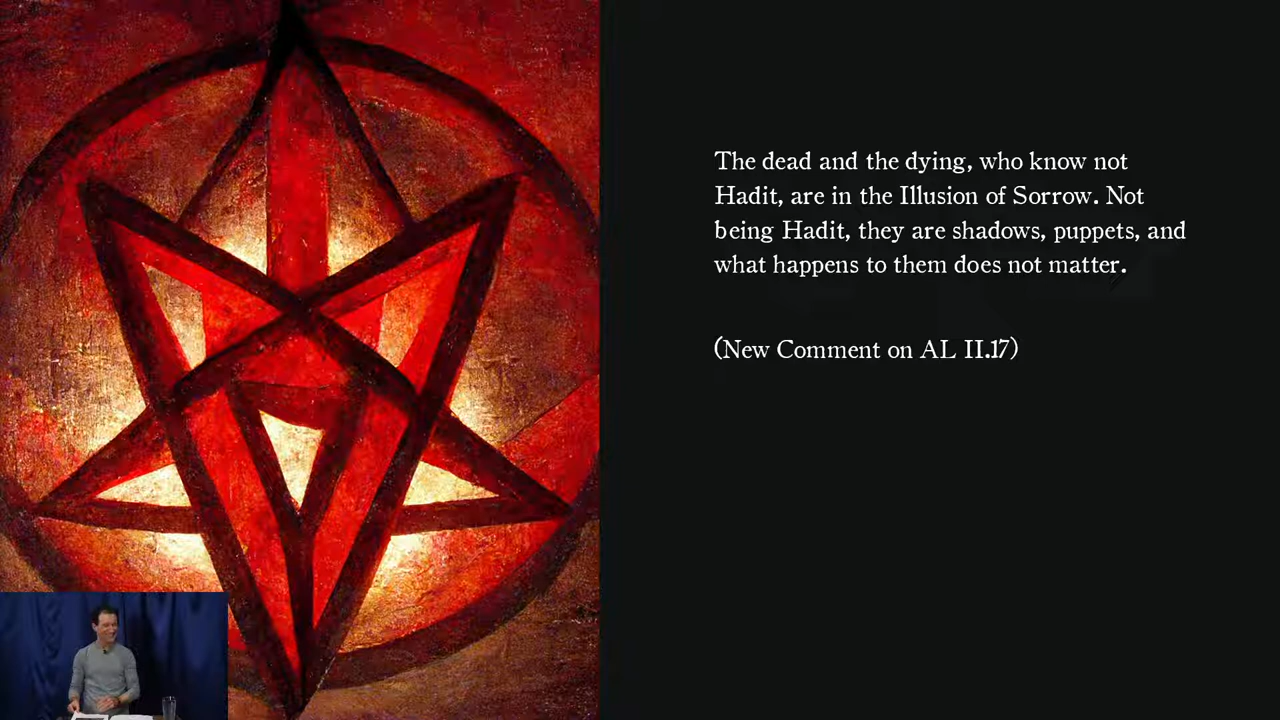 The dead and the dying, who know not
Hadit, are in the Illusion of Sorrow. Not
being Hadit, they are shadows, puppets, and
what happens to them does not matter.
(New Comment on AL II.17)